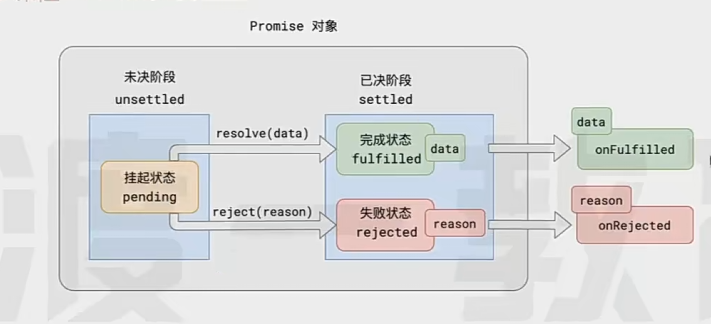 Promise 对象
未决阶段
unsettled
已决阶段
settled
resolve(data)
完成状态
fulfilled
data
data
onFulfilled
挂起状态
pending
reject(reason)
失败状态
rejected
reason
reason
onRejected